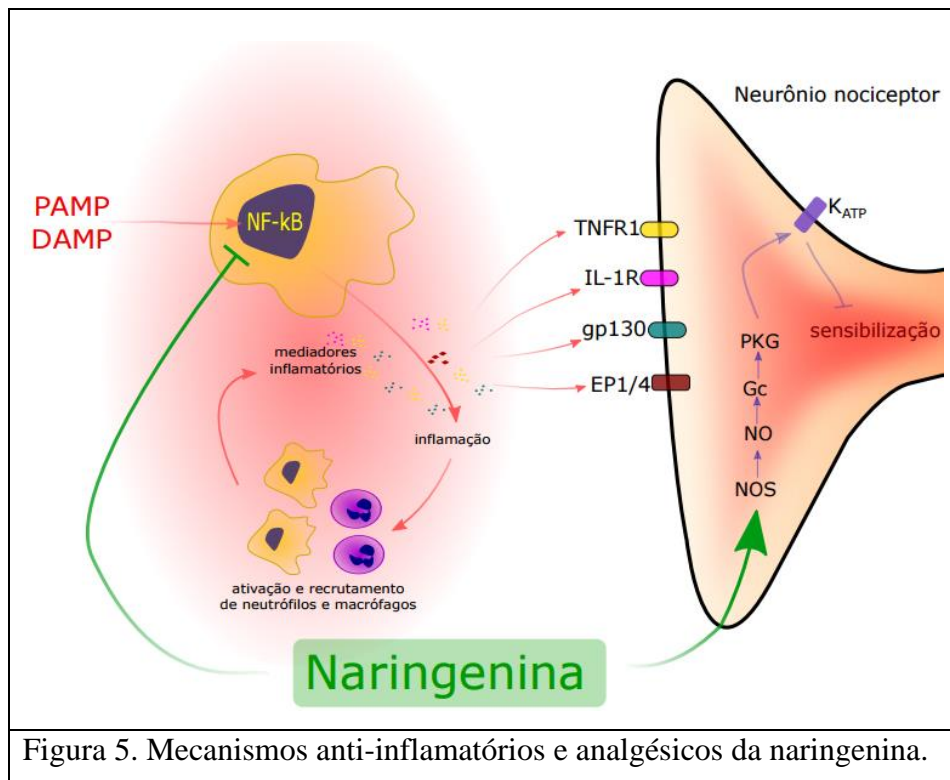 Neurônio nociceptor
PAMP
DAMP
NF-kB
TNFR1
IL-1R
gp130
EP1/4
K ATP
sensibilização
PKG
Gc
NO
NOS
mediadores
inflamatórios
inflamação
ativação e recrutamento
de neutrófilos e macrófagos
Naringenina
Figura 5. Mecanismos anti-inflamatórios e analgésicos da naringenina.